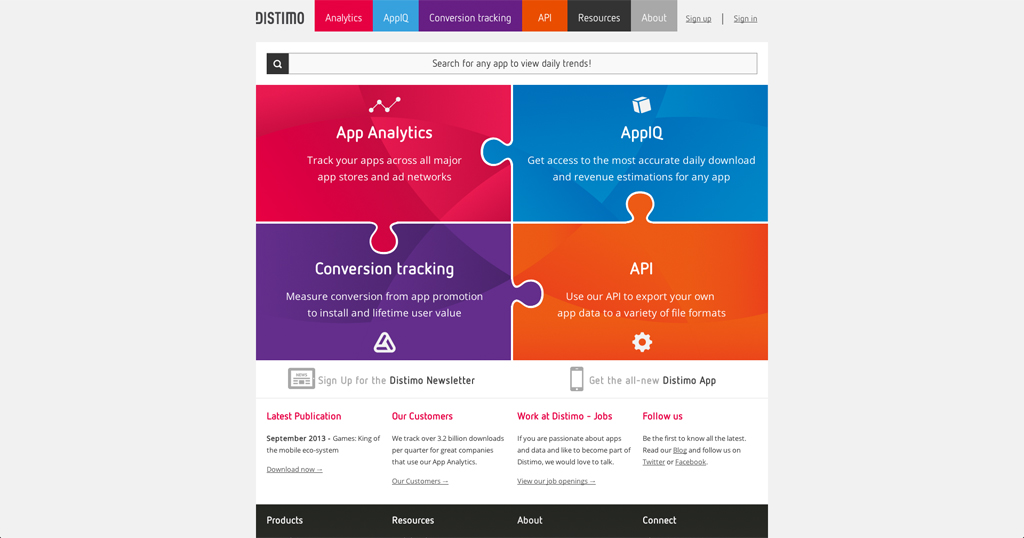 DISTIMO
Analytics
AppIQ
Conversion tracking
API
Resources
About
Sign up | Sign in
Search for any app to view daily trends!
App Analytics
Track your apps across all major
app stores and ad networks
AppIQ
Get access to the most accurate daily download
and revenue estimations for any app
Conversion tracking
Measure conversion from app promotion
to install and lifetime user value
API
Use our API to export your own
app data to a variety of file formats
NEWS
Sign Up for the Distimo Newsletter
Get the all-new Distimo App
Latest Publication
September 2013 - Games: King of
the mobile eco-system
Download now →
Our Customers
We track over 3.2 billion downloads
per quarter for great companies
that use our App Analytics.
Our Customers →
Work at Distimo - Jobs
If you are passionate about apps
and data and like to become part of
Distimo, we would love to talk.
View our job openings →
Follow us
Be the first to know all the latest.
Read our Blog and follow us on
Twitter or Facebook.
Products
Resources
About
Connect